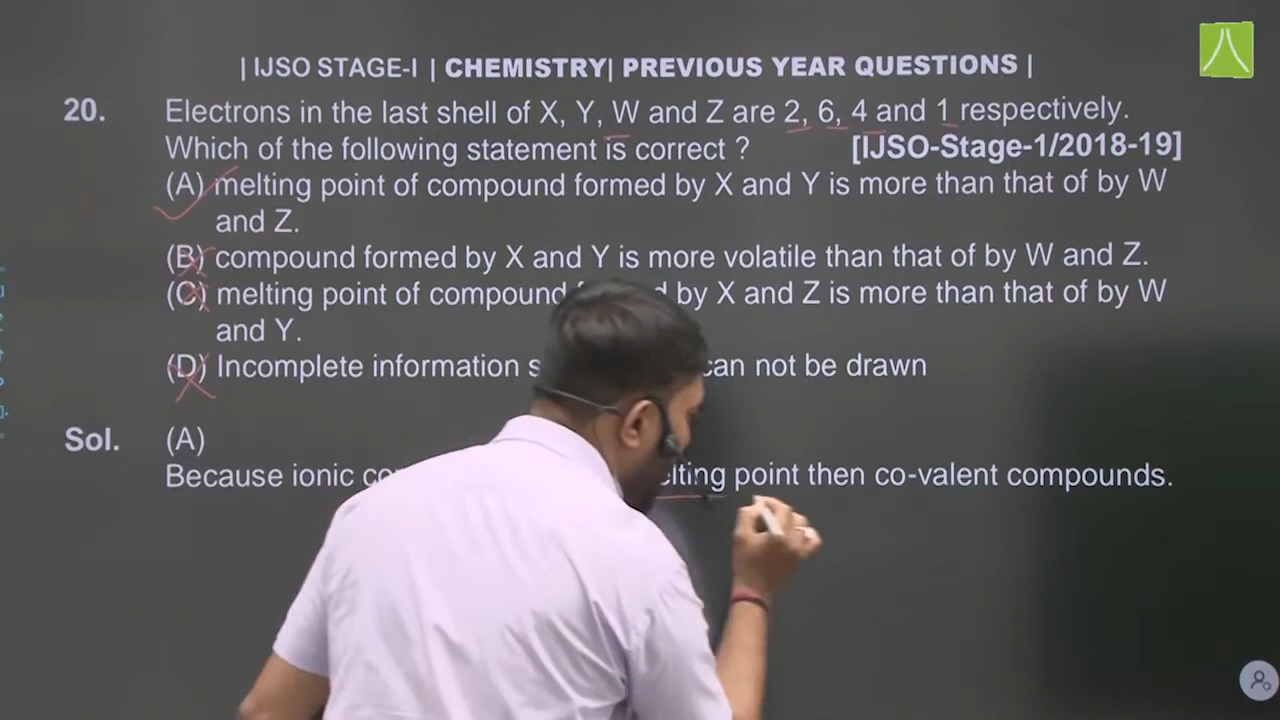 | IJSO STAGE-I | CHEMISTRY| PREVIOUS YEAR QUESTIONS |
20. Electrons in the last shell of X, Y, W and Z are 2, 6, 4 and 1 respectively.
Which of the following statement is correct ? [IJSO-Stage-1/2018-19]
(A) melting point of compound formed by X and Y is more than that of by W
and Z.
(B) compound formed by X and Y is more volatile than that of by W and Z.
(C) melting point of compound by X and Z is more than that of by W
and Y.
(D) Incomplete information can not be drawn
Sol. (A)
Because ionic point then co-valent compounds.